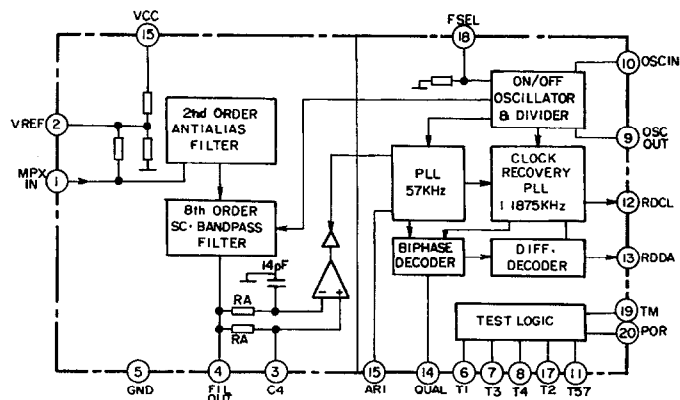 VCC
15
FSEL
18
10 OSCIN
ON/OFF
OSCILLATOR
& DIVIDER
2nd ORDER
ANTIALIAS
FILTER
VREF 2
9 OSC
OUT
MPX
IN 1
PLL
57KHz
CLOCK
RECOVERY
PLL
1.1875KHz
12 RDCL
8th ORDER
SC-BANDPASS
FILTER
BIPHASE
DECODER
DIFF.
DECODER
13 RDDA
14pF
- +
RA
RA
TEST LOGIC
19 TM
20 POR
5
GND
4
FIL
OUT
3
C4
15
ARI
14
QUAL
6
T1
7
T3
8
T4
17
T2
11
T57